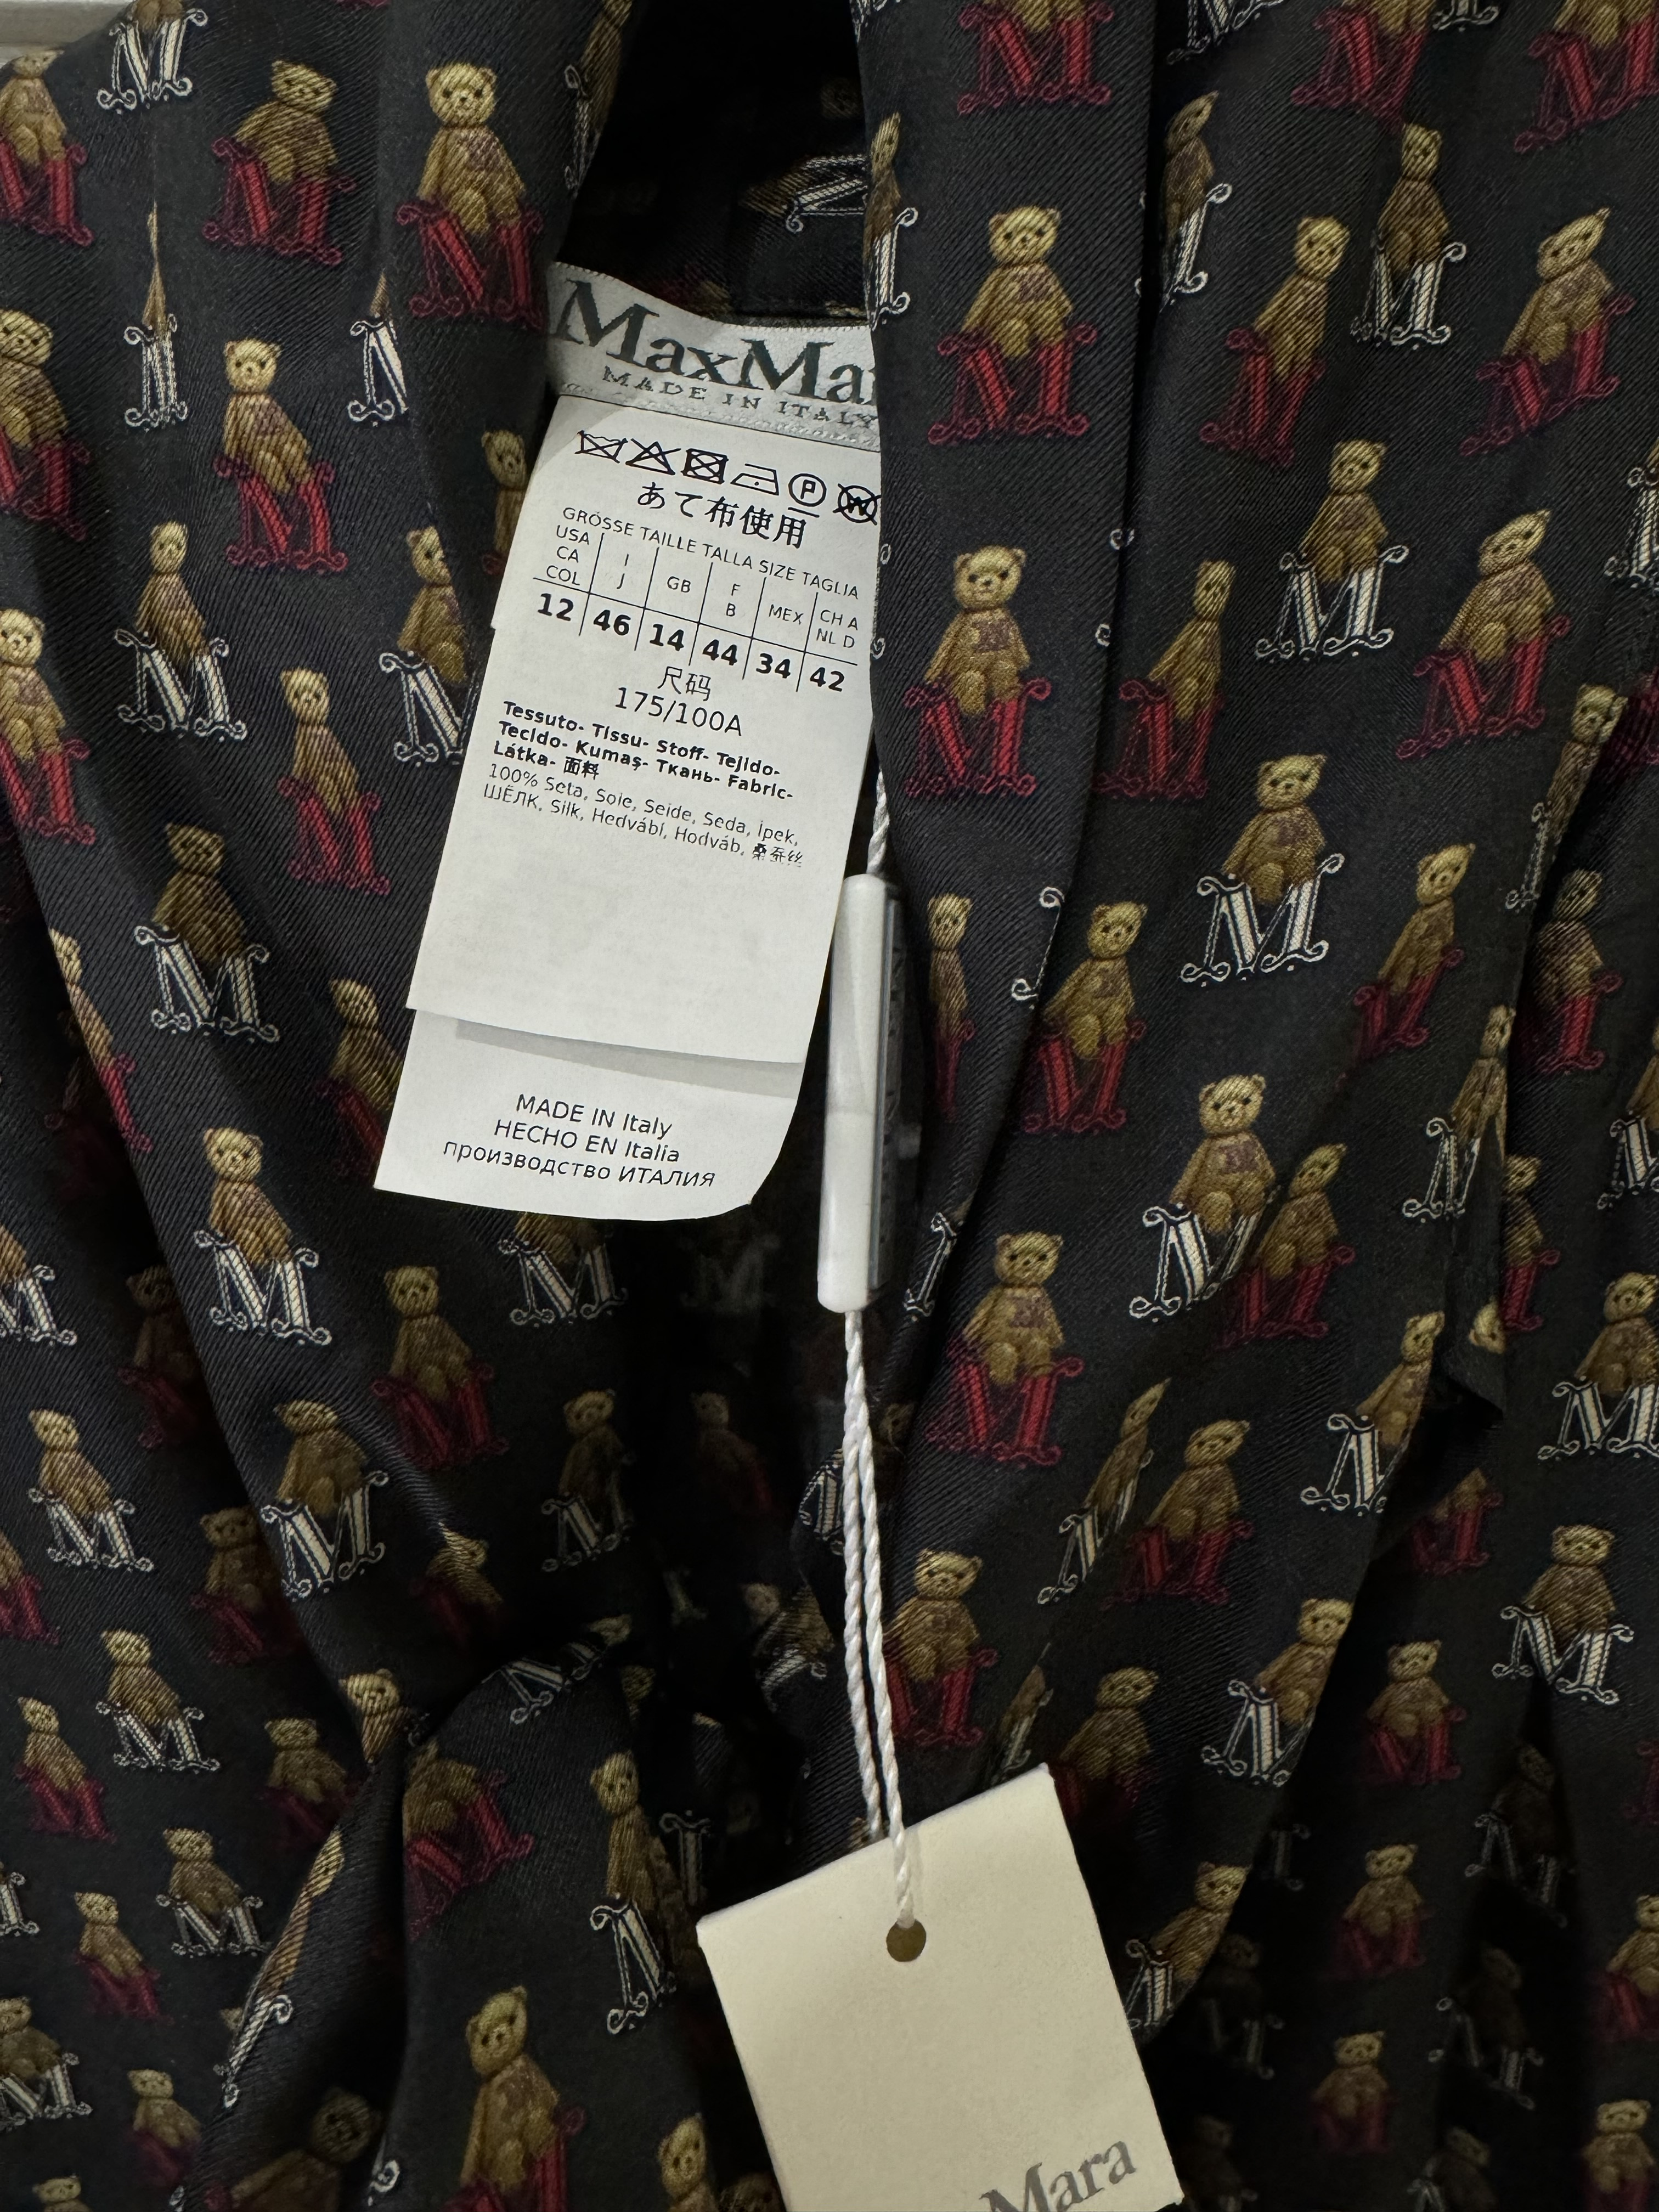 MaxMa
MADE IN ITALY
P W
あて布使用
GRÖSSE TAILLE TALLA SIZE TAGLIA
USA CA COL | I J | GB | F B | MEX | CH A NL D
12 | 46 | 14 | 44 | 34 | 42
尺码
175/100A
Tessuto- Tissu- Stoff- Tejido-
Tecido- Kumaş- Ткань- Fabric-
Látka- 面料
100% Seta, Soie, Seide, Seda, İpek,
ШЁЛК, Silk, Hedvábí, Hodváb, 桑蚕丝
MADE IN Italy
HECHO EN Italia
производство ИТАЛИЯ
Mara